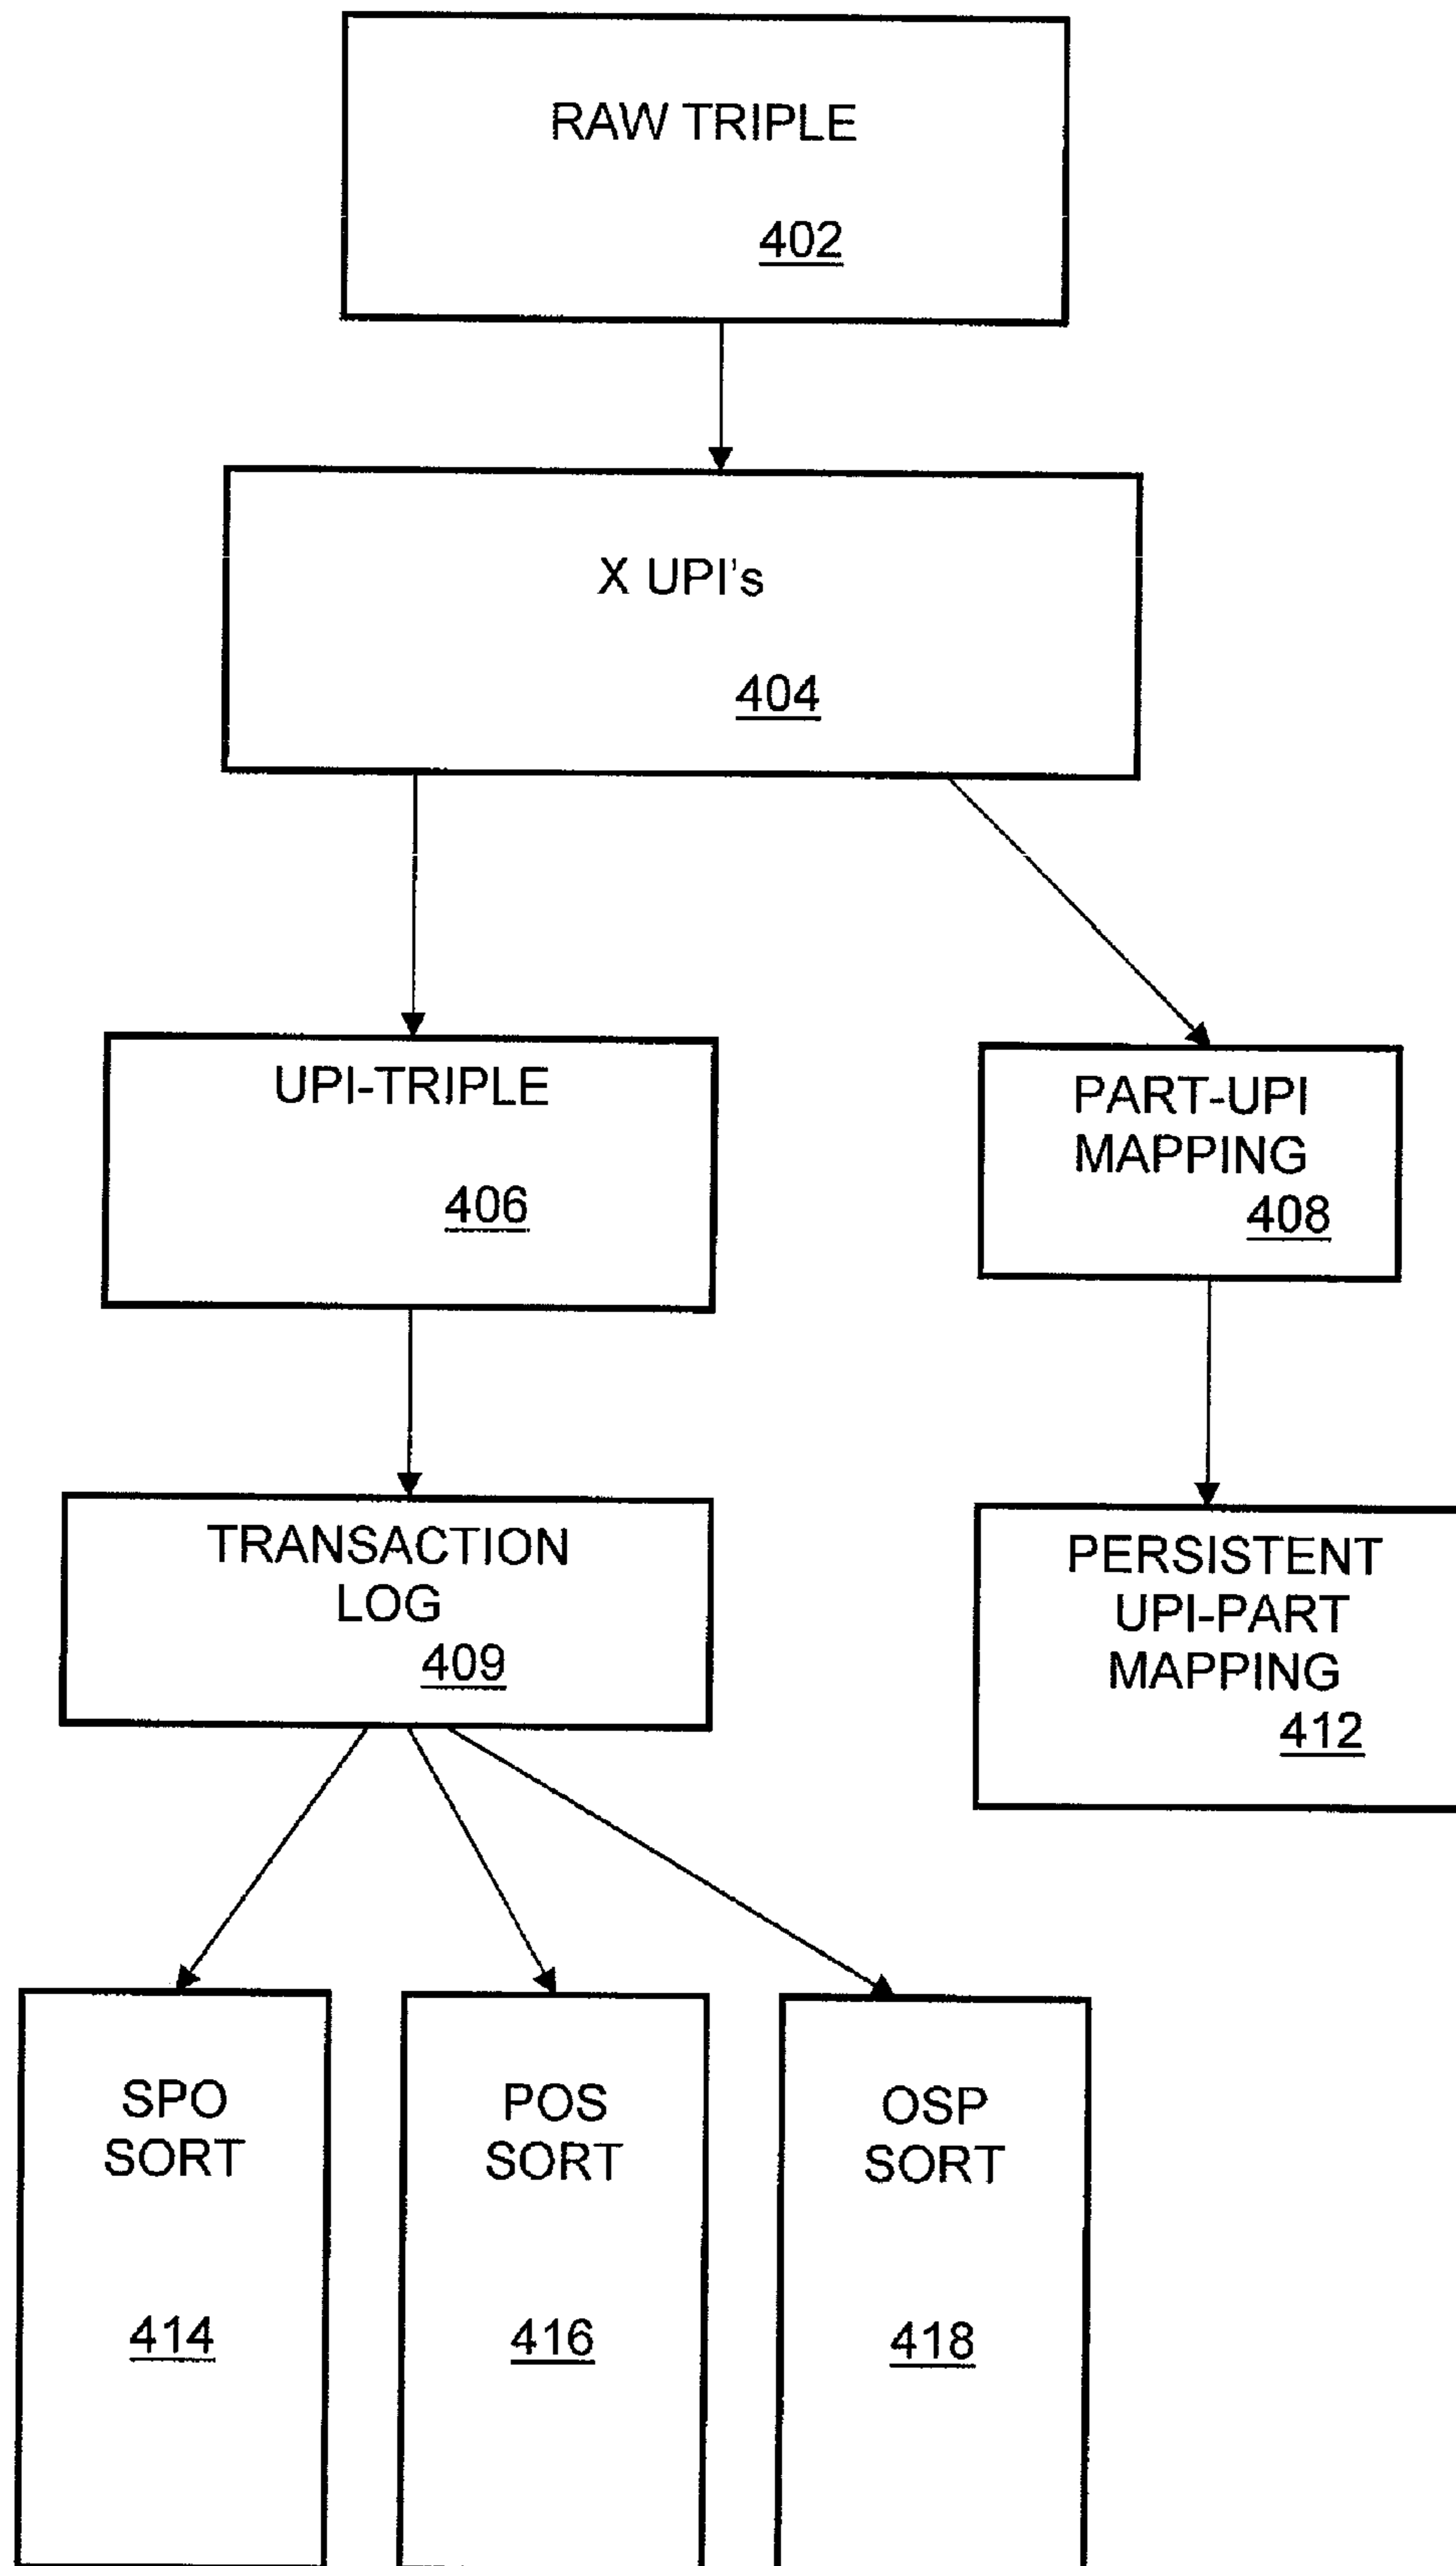 RAW TRIPLE
402
X UPI's
404
UPI-TRIPLE
406
PART-UPI
MAPPING
408
TRANSACTION
LOG
409
PERSISTENT
UPI-PART
MAPPING
412
SPO
SORT
414
POS
SORT
416
OSP
SORT
418